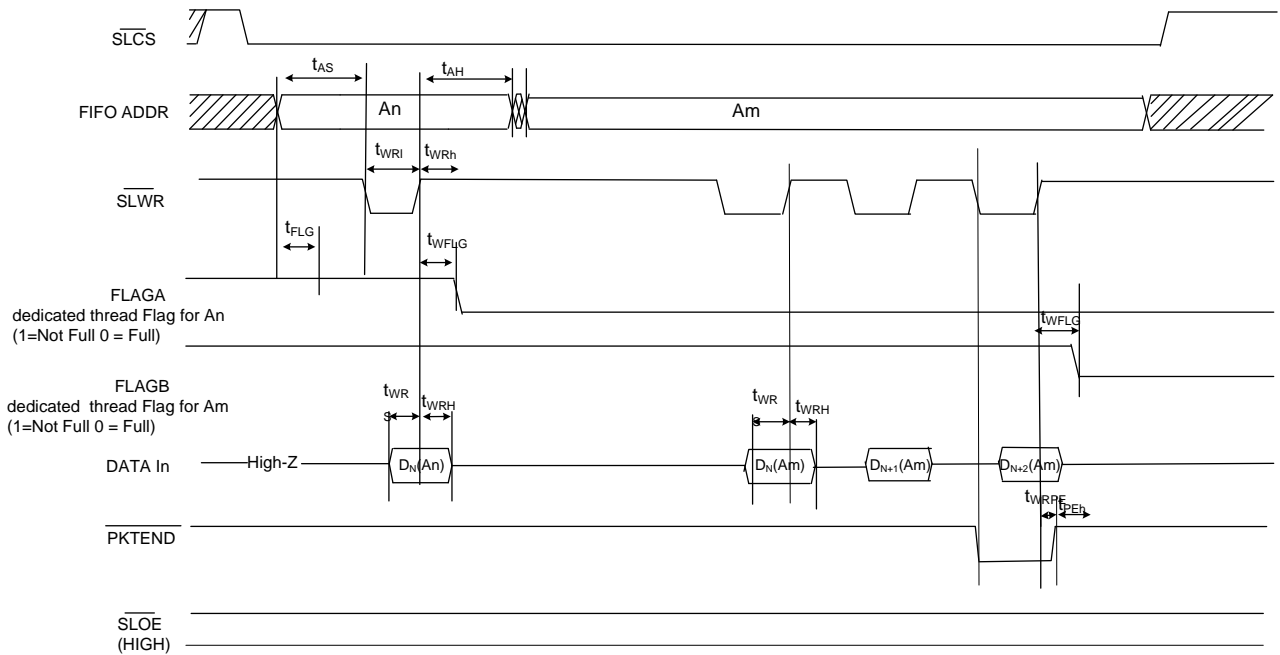 SLCS
tAS
tAH
FIFO ADDR
An
Am
tWRl
tWRh
SLWR
tFLG
tWFLG
FLAGA
dedicated thread Flag for An
(1=Not Full 0 = Full)
tWFLG
FLAGB
dedicated thread Flag for Am
(1=Not Full 0 = Full)
tWRS
tWRH
tWRS
tWRH
DATA In
High-Z
DN(An)
DN(Am)
DN+1(Am)
DN+2(Am)
tWRPE
tPEh
PKTEND
SLOE
(HIGH)